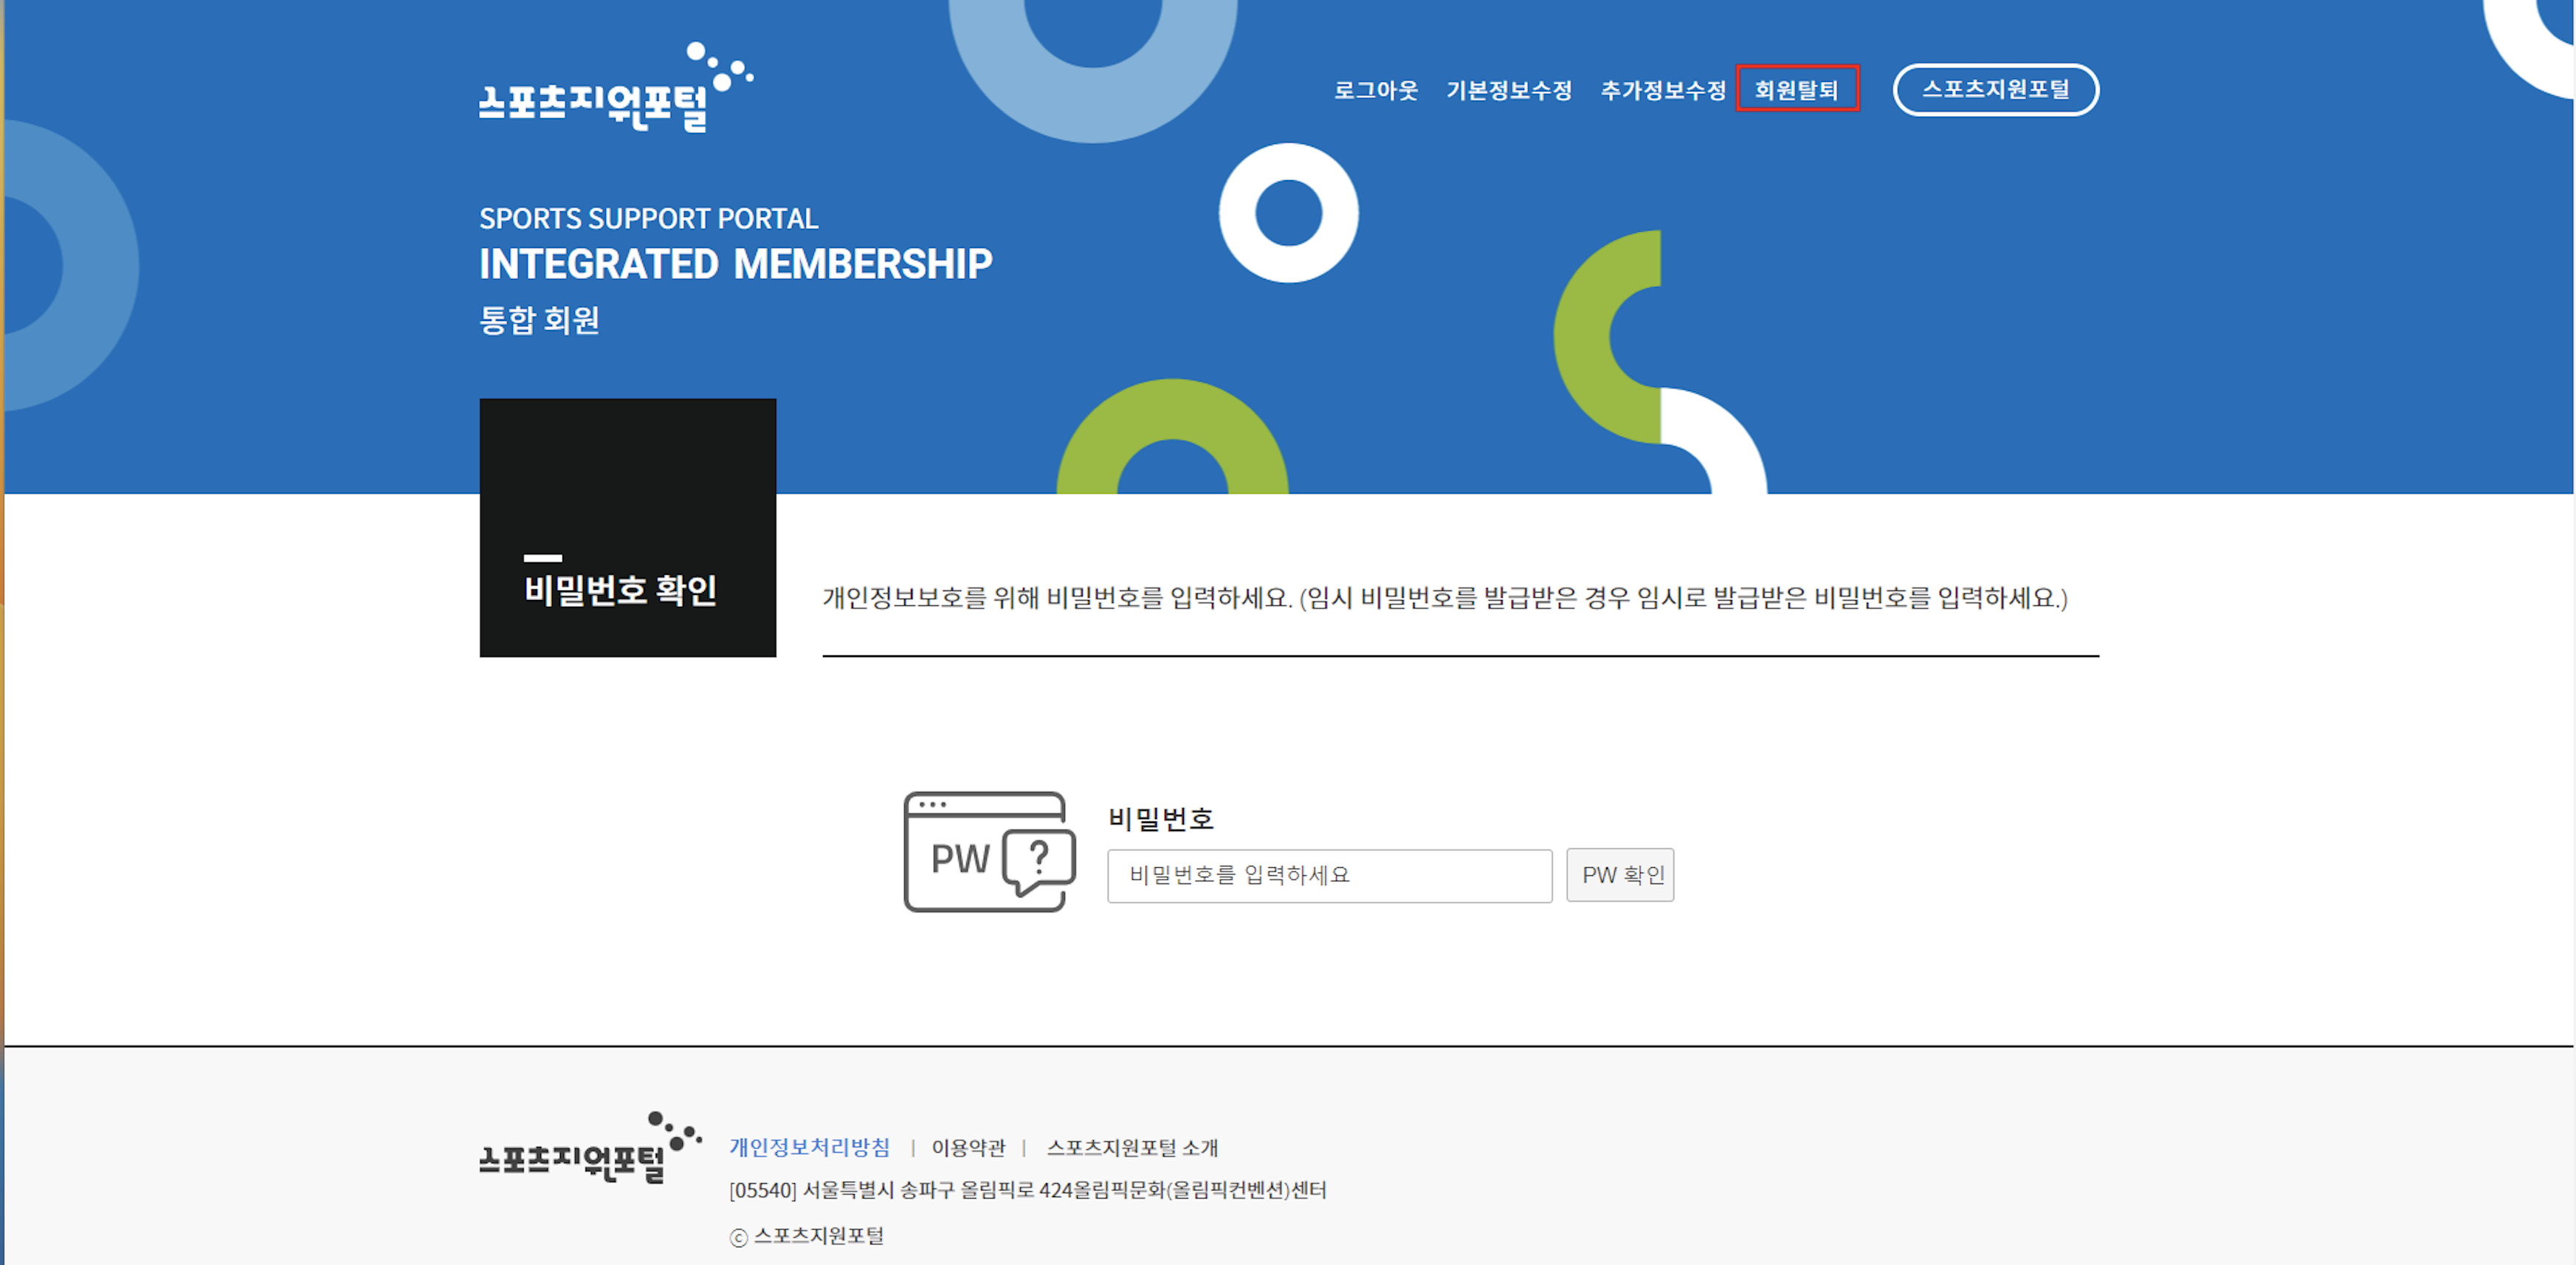 스포츠지원포털
로그아웃 기본정보수정 추가정보수정 회원탈퇴 스포츠지원포털
SPORTS SUPPORT PORTAL
INTEGRATED MEMBERSHIP
통합 회원
비밀번호 확인
개인정보보호를 위해 비밀번호를 입력하세요. (임시 비밀번호를 발급받은 경우 임시로 발급받은 비밀번호를 입력하세요.)
PW ?
비밀번호
비밀번호를 입력하세요 PW 확인
스포츠지원포털
개인정보처리방침 | 이용약관 | 스포츠지원포털 소개
[05540] 서울특별시 송파구 올림픽로 424올림픽문화(올림픽컨벤션)센터
ⓒ 스포츠지원포털